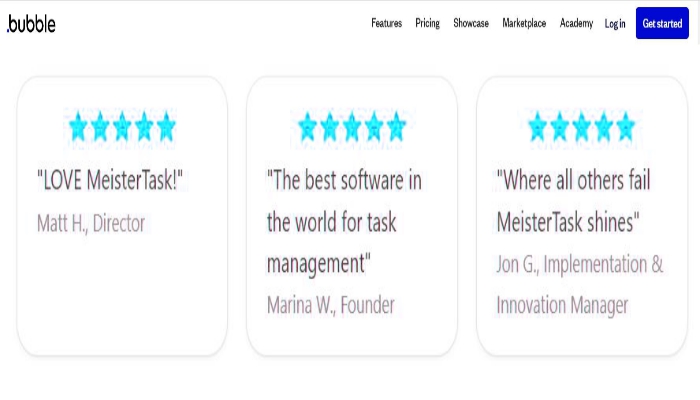 .bubble
Features Pricing Showcase Marketplace Academy Log in Get started
"LOVE MeisterTask!"
Matt H., Director
"The best software in
the world for task
management"
Marina W., Founder
"Where all others fail
MeisterTask shines"
Jon G., Implementation &
Innovation Manager